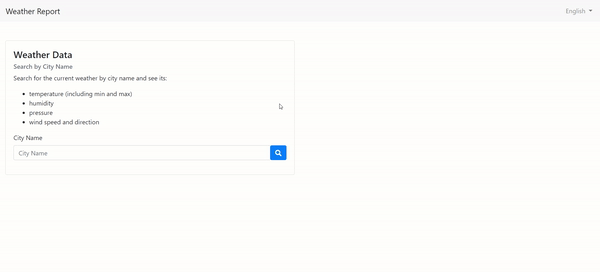 Weather Report
English
Weather Data
Search by City Name
Search for the current weather by city name and see its:
temperature (including min and max)
humidity
pressure
wind speed and direction
City Name
City Name